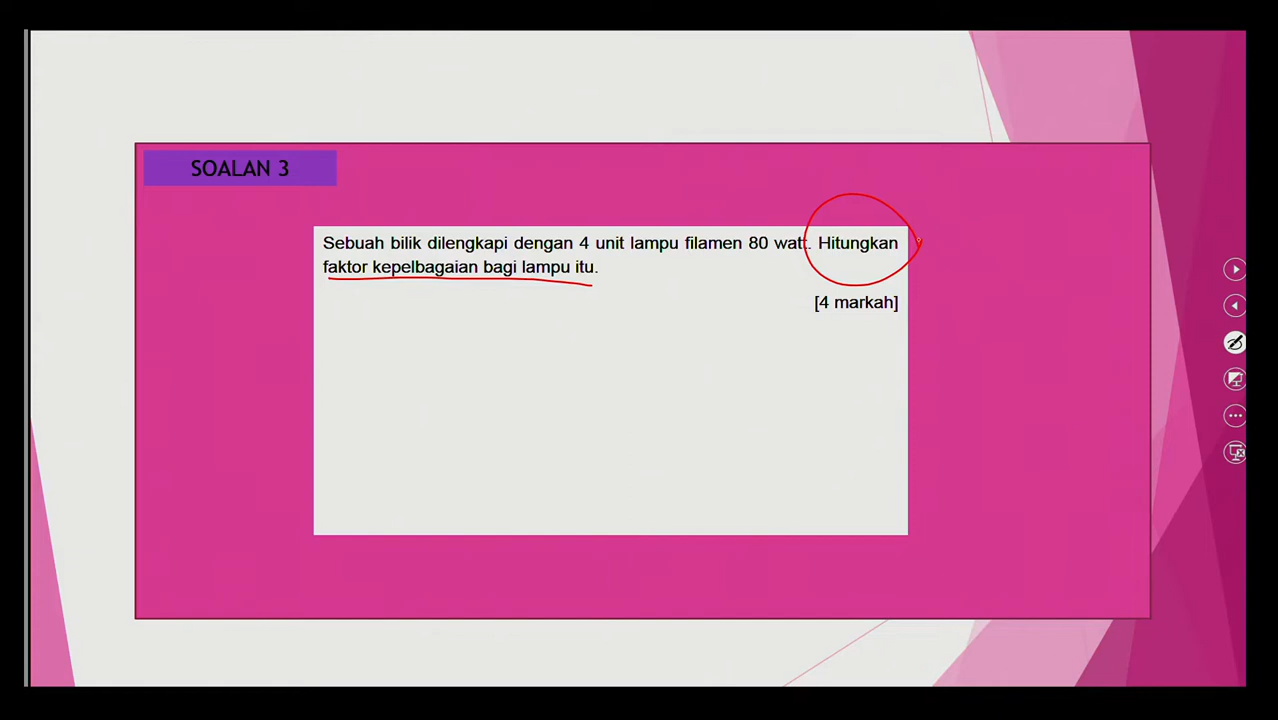 SOALAN 3
Sebuah bilik dilengkapi dengan 4 unit lampu filamen 80 watt. Hitungkan
faktor kepelbagaian bagi lampu itu.
[4 markah]